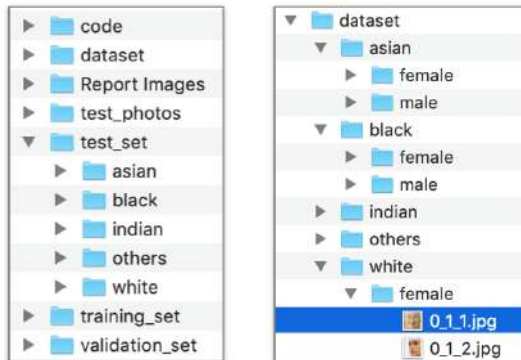 code
dataset
Report Images
test_photos
test_set
asian
black
indian
others
white
training_set
validation_set
dataset
asian
female
male
black
female
male
indian
others
white
female
0_1_1.jpg
0_1_2.jpg